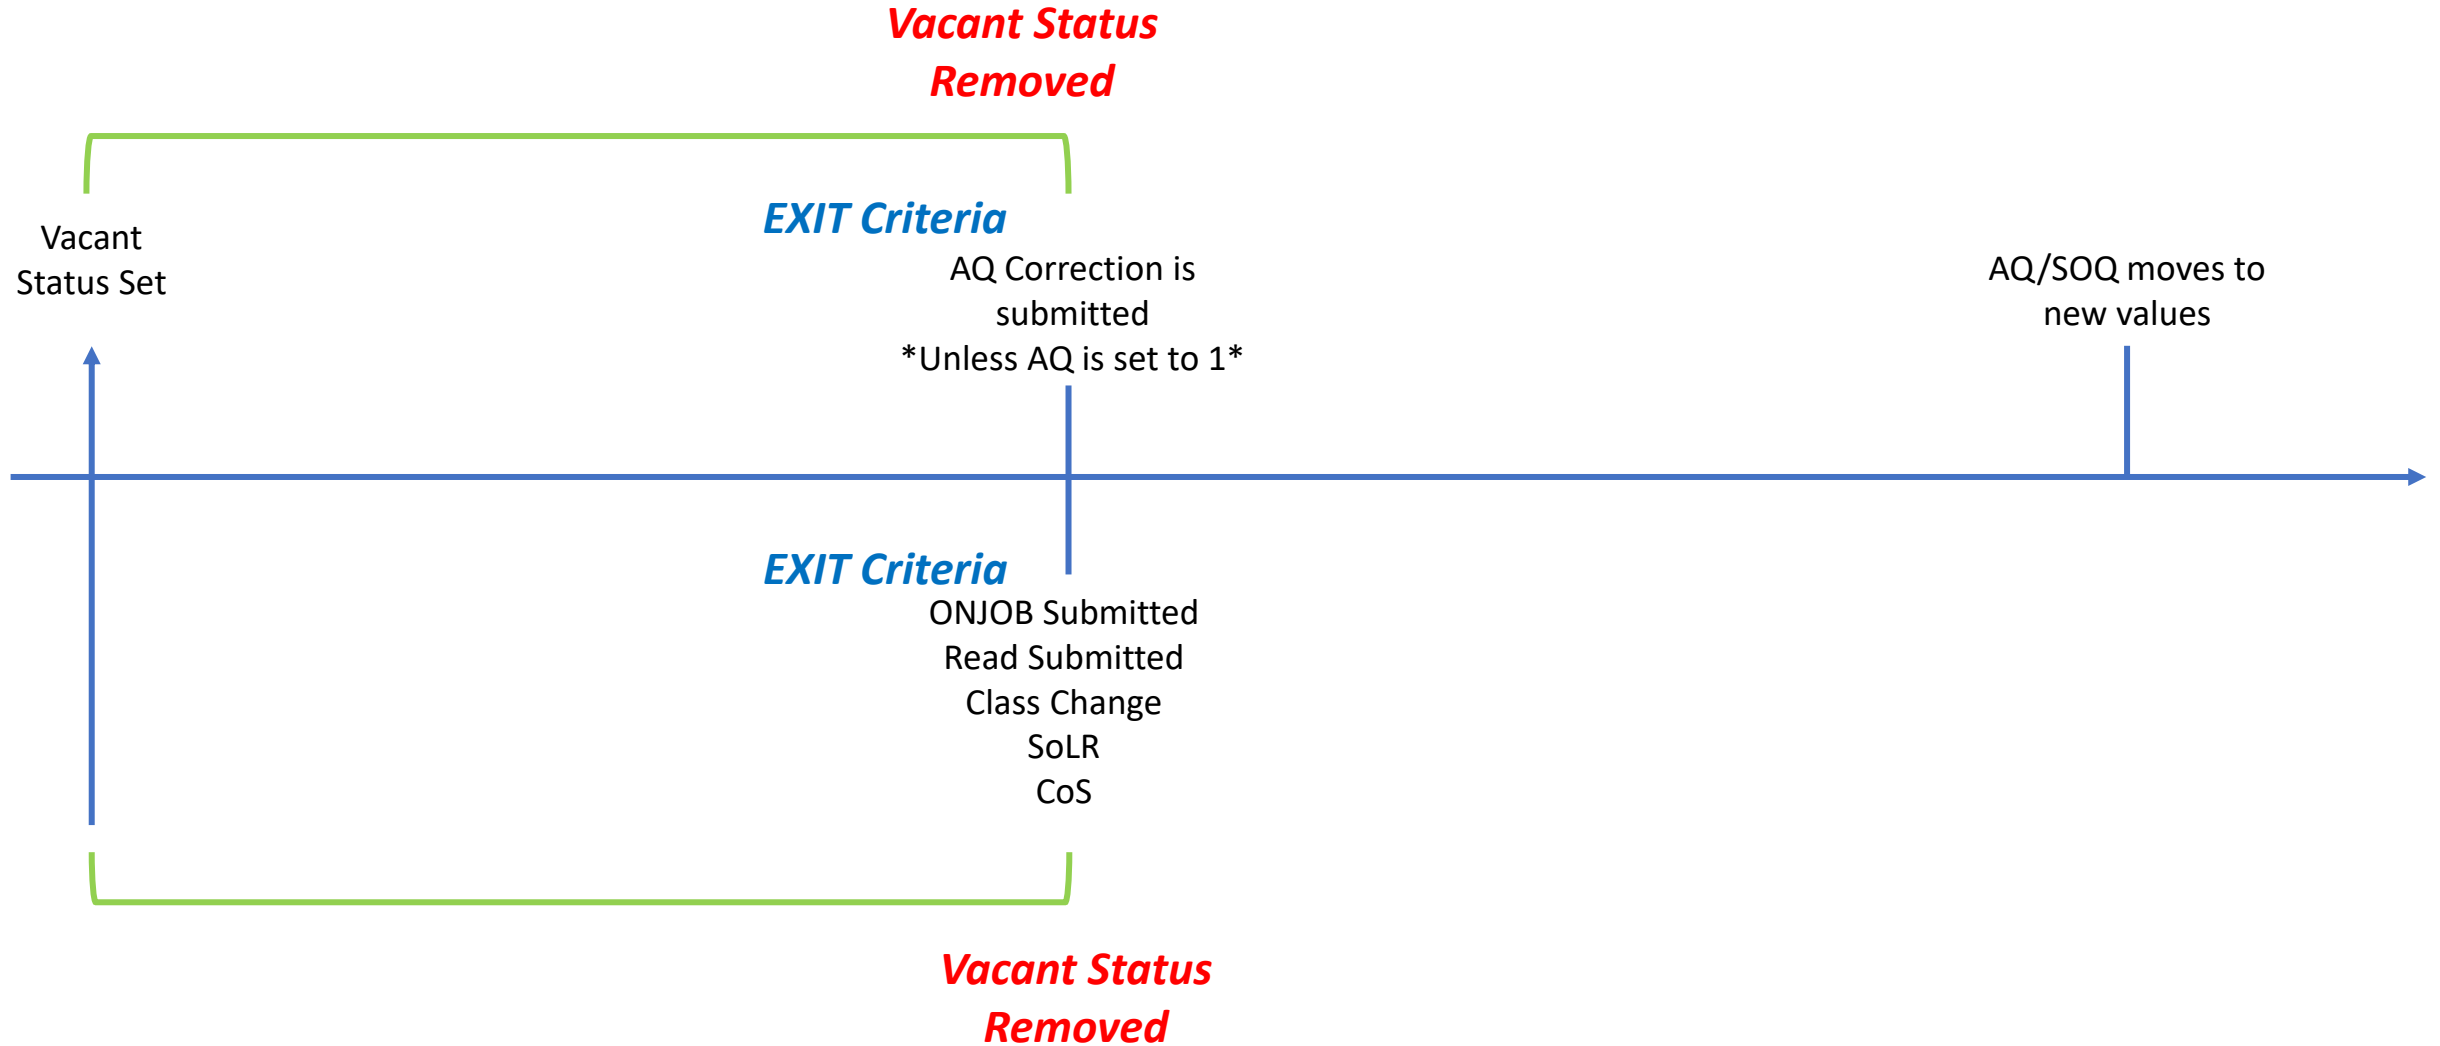 Vacant Status
Removed
EXIT Criteria
Vacant
Status Set
AQ Correction is
submitted
*Unless AQ is set to 1*
AQ/SOQ moves to
new values
EXIT Criteria
ONJOB Submitted
Read Submitted
Class Change
SoLR
CoS
Vacant Status
Removed